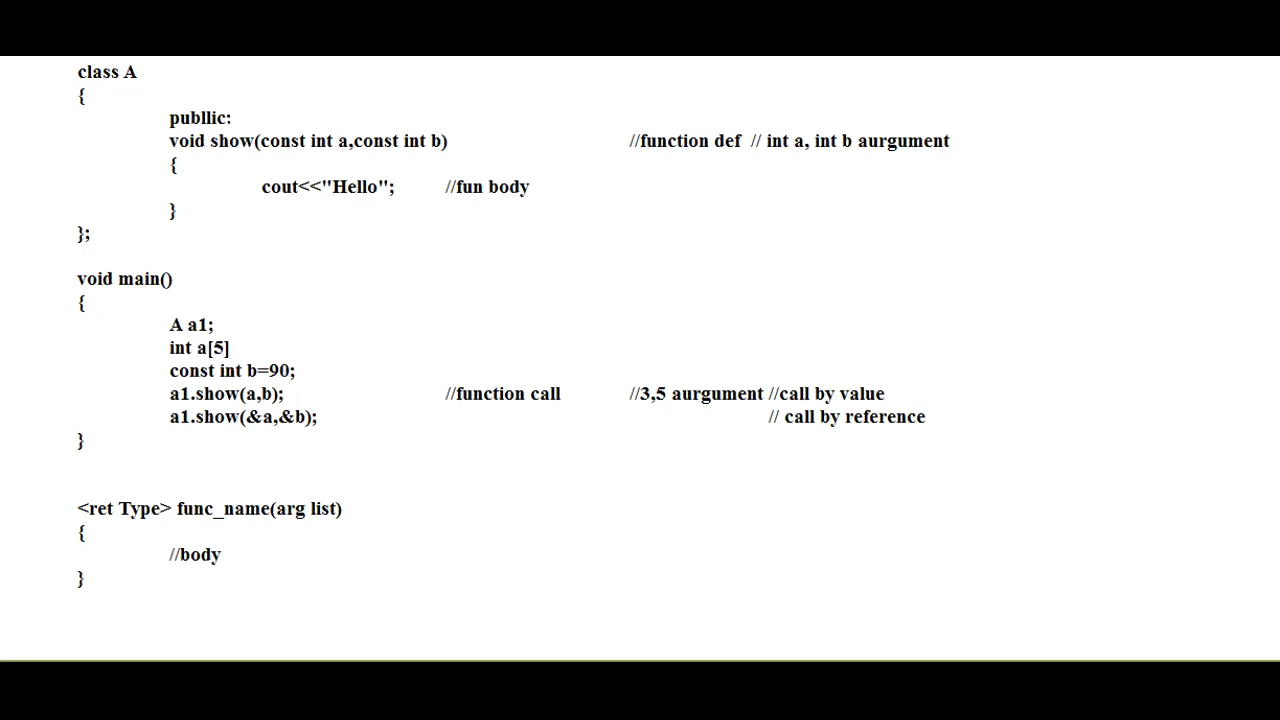 class A
{
publlic:
void show(const int a,const int b) //function def // int a, int b aurgument
{
cout<<"Hello"; //fun body
}
};
void main()
{
A a1;
int a[5]
const int b=90;
a1.show(a,b); //function call //3,5 aurgument //call by value
a1.show(&a,&b); // call by reference
}
<ret Type> func_name(arg list)
{
//body
}